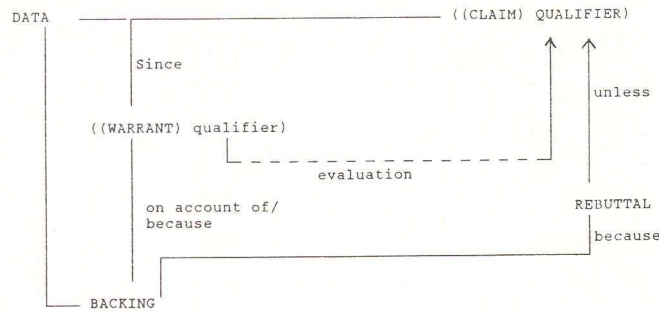 DATA ((CLAIM) QUALIFIER)
Since
unless
((WARRANT) qualifier)
evaluation
on account of/
because
REBUTTAL
because
BACKING